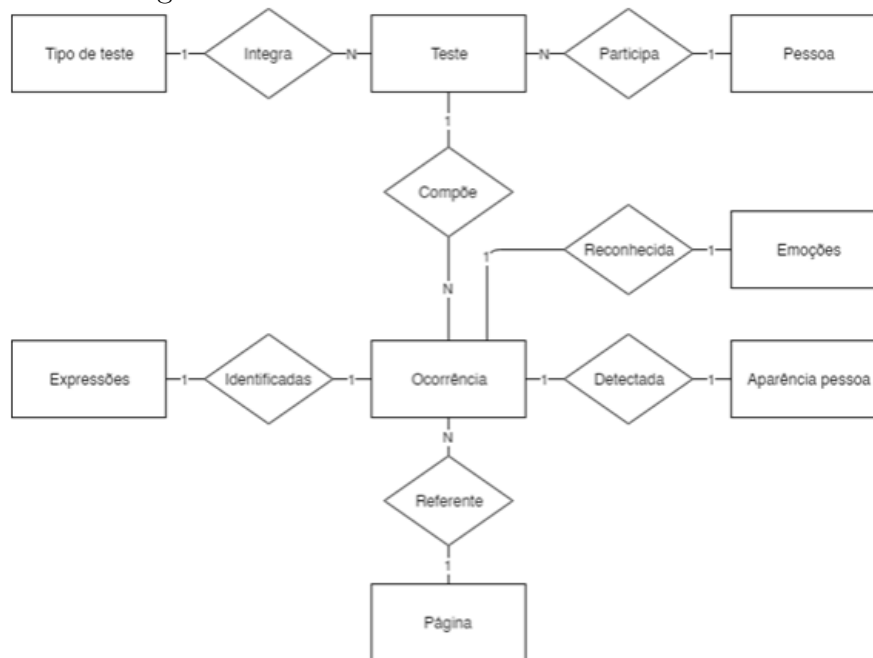 Tipo de teste
1
Integra
N
Teste
N
Participa
1
Pessoa
1
Compõe
N
1
Reconhecida
1
Emoções
Expressões
1
Identificadas
1
Ocorrência
1
Detectada
1
Aparência pessoa
N
Referente
1
Página